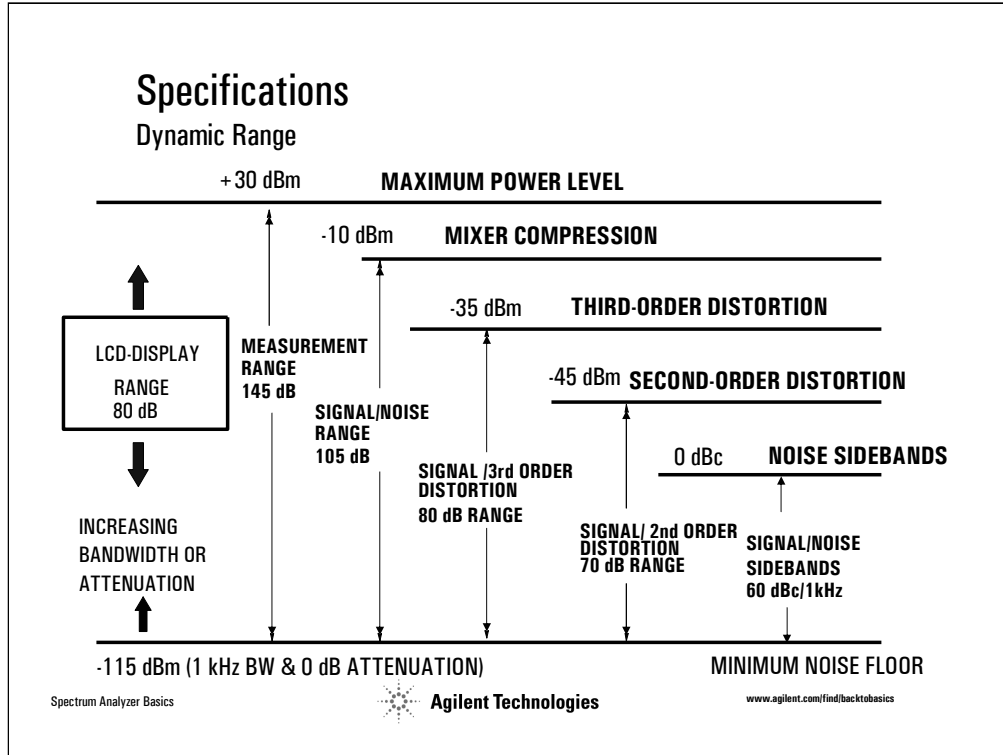 Specifications
Dynamic Range
+30 dBm
MAXIMUM POWER LEVEL
-10 dBm
MIXER COMPRESSION
-35 dBm
THIRD-ORDER DISTORTION
LCD-DISPLAY
RANGE
80 dB
MEASUREMENT
RANGE
145 dB
-45 dBm
SECOND-ORDER DISTORTION
SIGNAL/NOISE
RANGE
105 dB
0 dBc
NOISE SIDEBANDS
SIGNAL /3rd ORDER
DISTORTION
80 dB RANGE
INCREASING
BANDWIDTH OR
ATTENUATION
SIGNAL/ 2nd ORDER
DISTORTION
70 dB RANGE
SIGNAL/NOISE
SIDEBANDS
60 dBc/1kHz
-115 dBm (1 kHz BW & 0 dB ATTENUATION)
MINIMUM NOISE FLOOR
Spectrum Analyzer Basics
Agilent Technologies
www.agilent.com/find/backtobasics